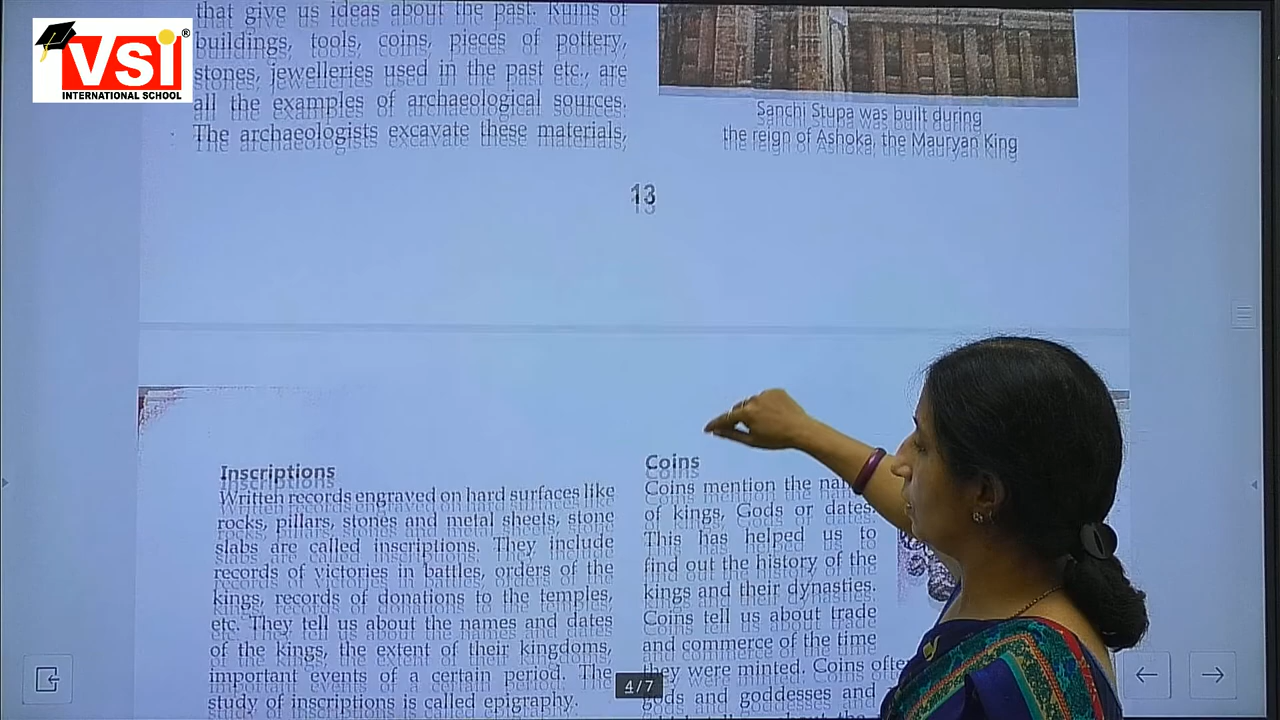 VSI
®
INTERNATIONAL SCHOOL
that give us ideas about the past. Ruins of
buildings, tools, coins, pieces of pottery,
stones, jewelleries used in the past etc., are
all the examples of archaeological sources.
The archaeologists excavate these materials,
Sanchi Stupa was built during
the reign of Ashoka, the Mauryan King
13
Inscriptions
Written records engraved on hard surfaces like
rocks, pillars, stones and metal sheets, stone
slabs are called inscriptions. They include
records of victories in battles, orders of the
kings, records of donations to the temples,
etc. They tell us about the names and dates
of the kings, the extent of their kingdoms,
important events of a certain period. The
study of inscriptions is called epigraphy.
Coins
Coins mention the
of kings, Gods or dates.
This has helped us to
find out the history of the
kings and their dynasties.
Coins tell us about trade
and commerce of the time
they were minted. Coins
gods and goddesses and
4/7